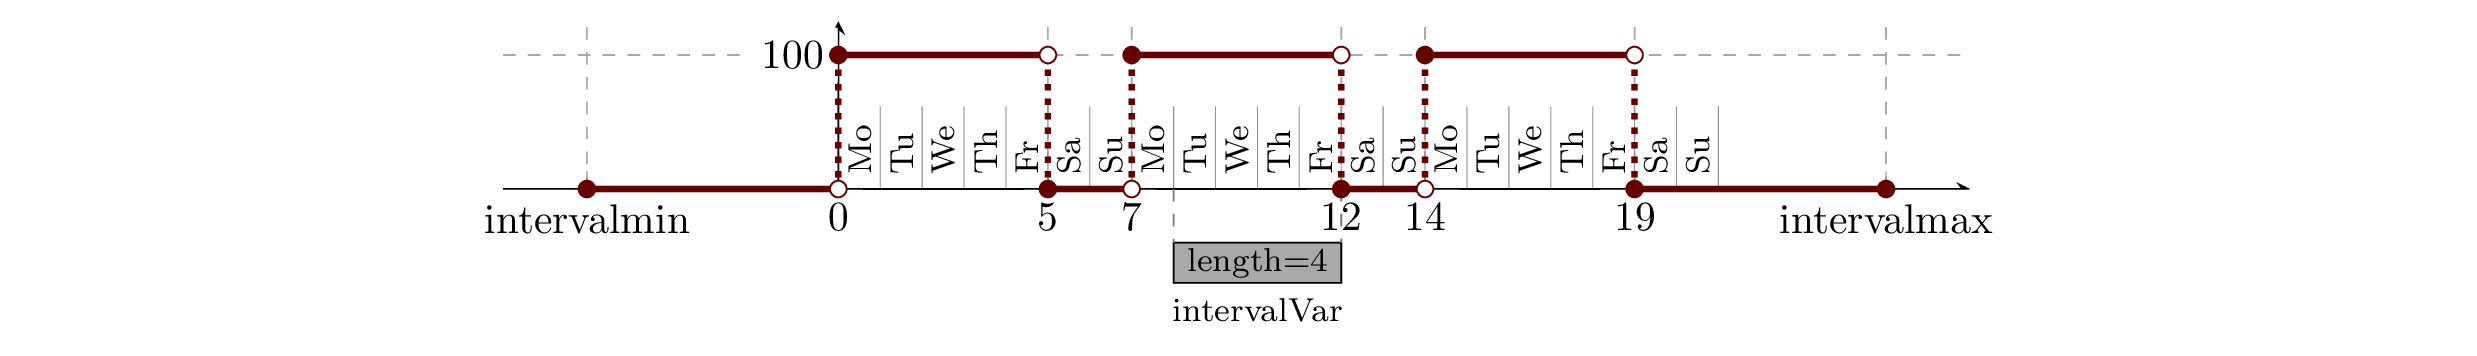 100
Mo Tu We Th Fr Sa Su Mo Tu We Th Fr Sa Su Mo Tu We Th Fr Sa Su
intervalmin 0 5 7 12 14 19 intervalmax
length=4
intervalVar